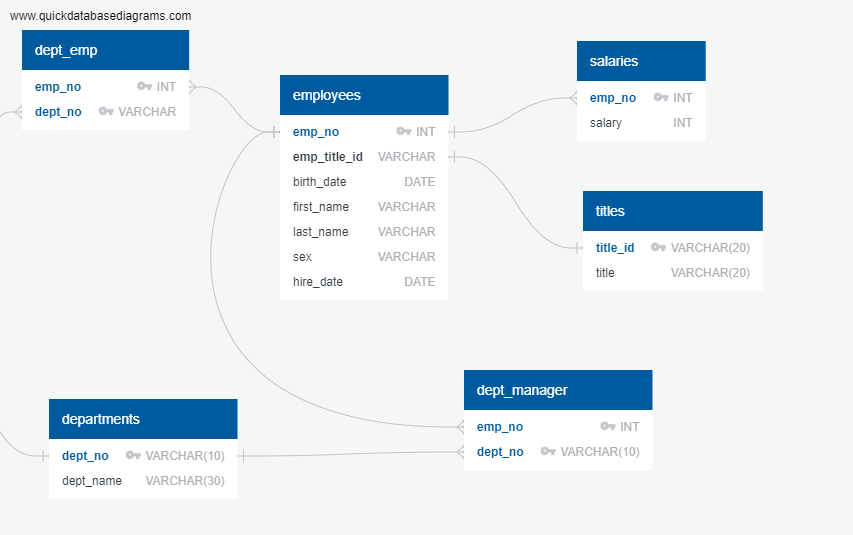 www.quickdatabasediagrams.com
dept_emp
emp_no INT
dept_no VARCHAR
employees
emp_no INT
emp_title_id VARCHAR
birth_date DATE
first_name VARCHAR
last_name VARCHAR
sex VARCHAR
hire_date DATE
salaries
emp_no INT
salary INT
titles
title_id VARCHAR(20)
title VARCHAR(20)
departments
dept_no VARCHAR(10)
dept_name VARCHAR(30)
dept_manager
emp_no INT
dept_no VARCHAR(10)